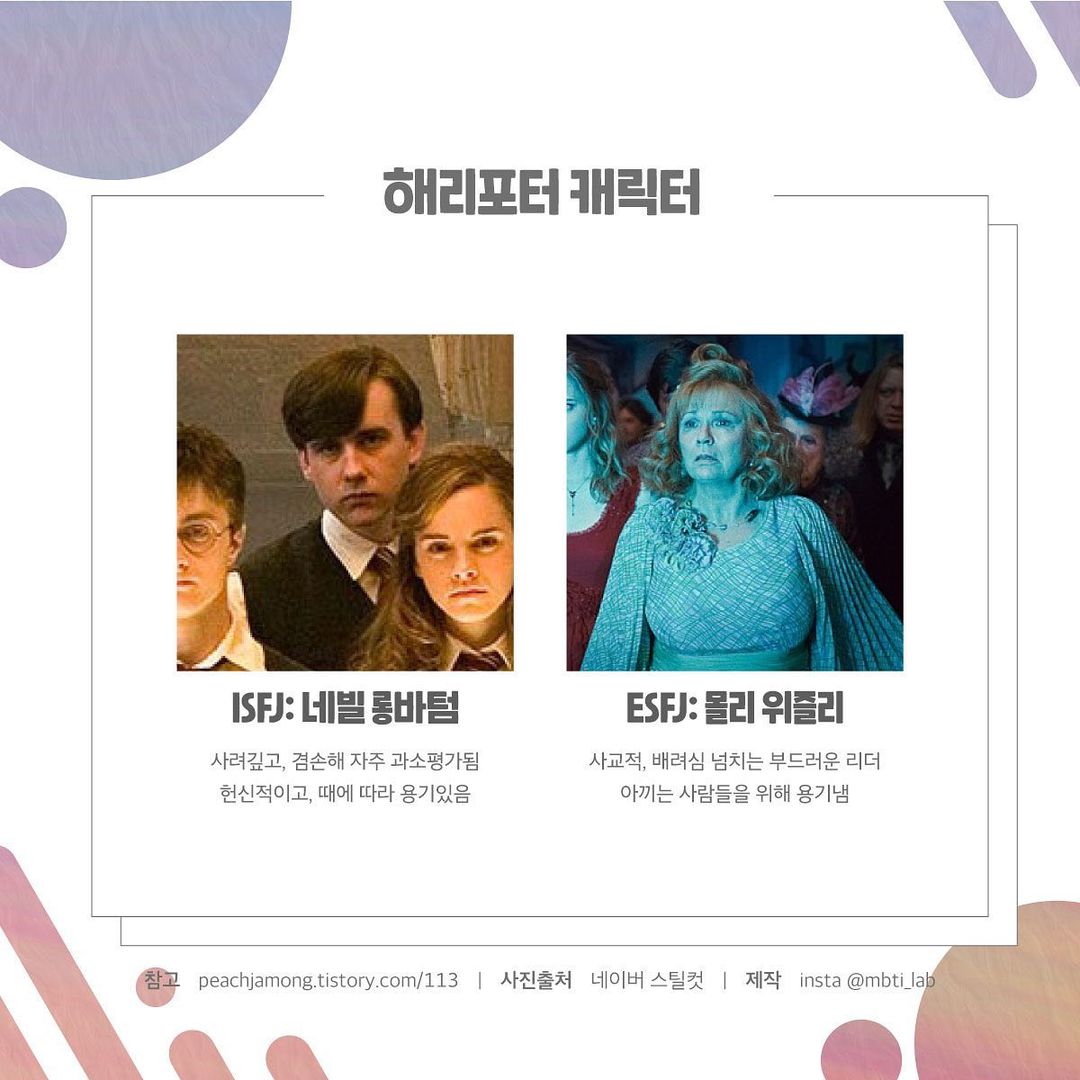 해리포터 캐릭터
ISFJ: 네빌 롱바텀
사려깊고, 겸손해 자주 과소평가됨
헌신적이고, 때에 따라 용기있음
ESFJ: 몰리 위즐리
사교적, 배려심 넘치는 부드러운 리더
아끼는 사람들을 위해 용기냄
참고 peachjamong.tistory.com/113 | 사진출처 네이버 스틸컷 | 제작 insta @mbti_lab